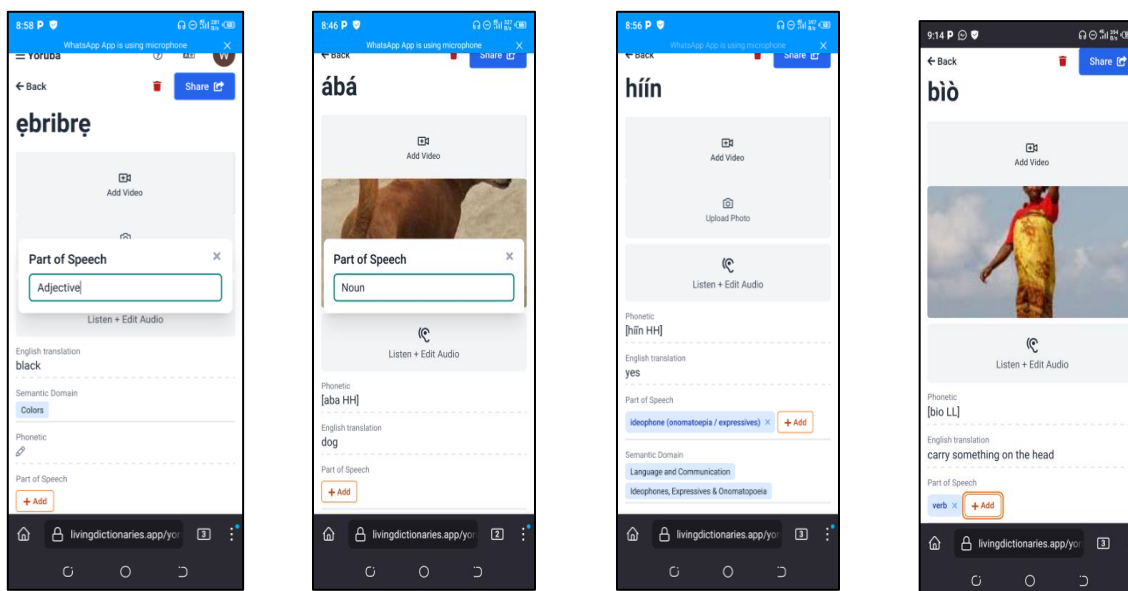 8:58 P
WhatsApp App is using microphone X
Yoruba
← Back
Share
ẹbribrẹ
Add Video
Part of Speech ×
Adjective
Listen + Edit Audio
English translation
black
Semantic Domain
Colors
Phonetic
Part of Speech
+ Add
livingdictionaries.app/yor
3
8:46 P
WhatsApp App is using microphone X
← Back
Share
ábá
Add Video
Part of Speech ×
Noun
Listen + Edit Audio
Phonetic
[aba HH]
English translation
dog
Part of Speech
+ Add
livingdictionaries.app/yor
2
8:56 P
WhatsApp App is using microphone X
← Back
Share
híín
Add Video
Upload Photo
Listen + Edit Audio
Phonetic
[hiĩn HH]
English translation
yes
Part of Speech
ideophone (onomatoepia / expressives) × + Add
Semantic Domain
Language and Communication
Ideophones, Expressives & Onomatopoeia
livingdictionaries.app/yor
3
9:14 P
← Back
Share
bìò
Add Video
Listen + Edit Audio
Phonetic
[bio LL]
English translation
carry something on the head
Part of Speech
verb × + Add
livingdictionaries.app/yor
3